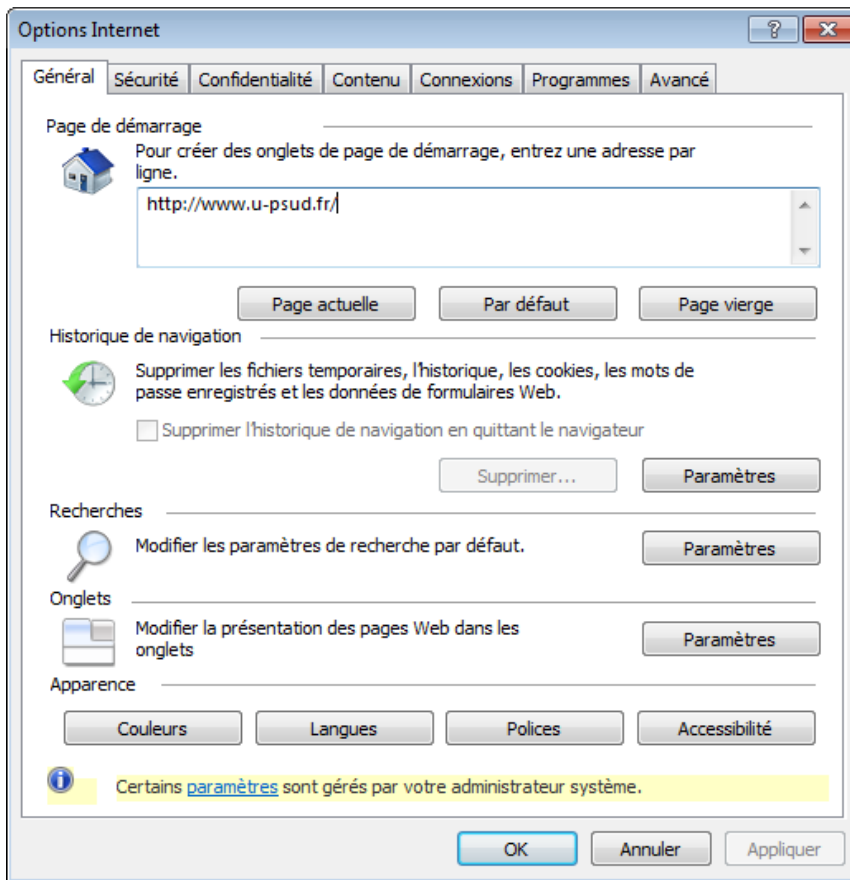 Options Internet
Général Sécurité Confidentialité Contenu Connexions Programmes Avancé
Page de démarrage
Pour créer des onglets de page de démarrage, entrez une adresse par
ligne.
http://www.u-psud.fr/
Page actuelle Par défaut Page vierge
Historique de navigation
Supprimer les fichiers temporaires, l'historique, les cookies, les mots de
passe enregistrés et les données de formulaires Web.
Supprimer l'historique de navigation en quittant le navigateur
Supprimer... Paramètres
Recherches
Modifier les paramètres de recherche par défaut.
Paramètres
Onglets
Modifier la présentation des pages Web dans les
onglets
Paramètres
Apparence
Couleurs Langues Polices Accessibilité
Certains paramètres sont gérés par votre administrateur système.
OK Annuler Appliquer